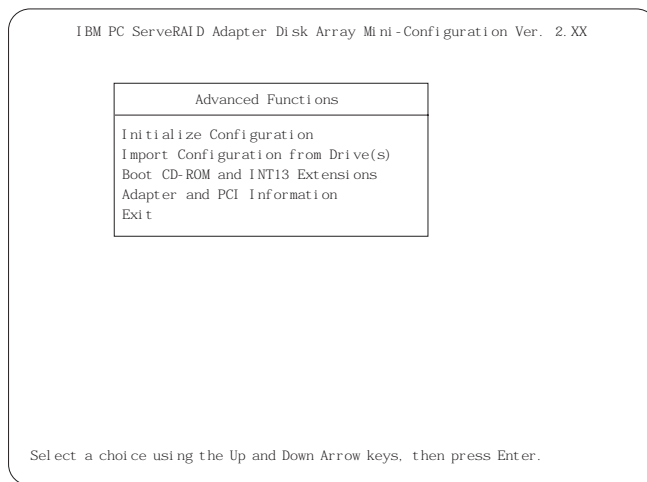 IBM PC ServeRAID Adapter Disk Array Mini-Configuration Ver. 2.XX
Advanced Functions
Initialize Configuration
Import Configuration from Drive(s)
Boot CD-ROM and INT13 Extensions
Adapter and PCI Information
Exit
Select a choice using the Up and Down Arrow keys, then press Enter.